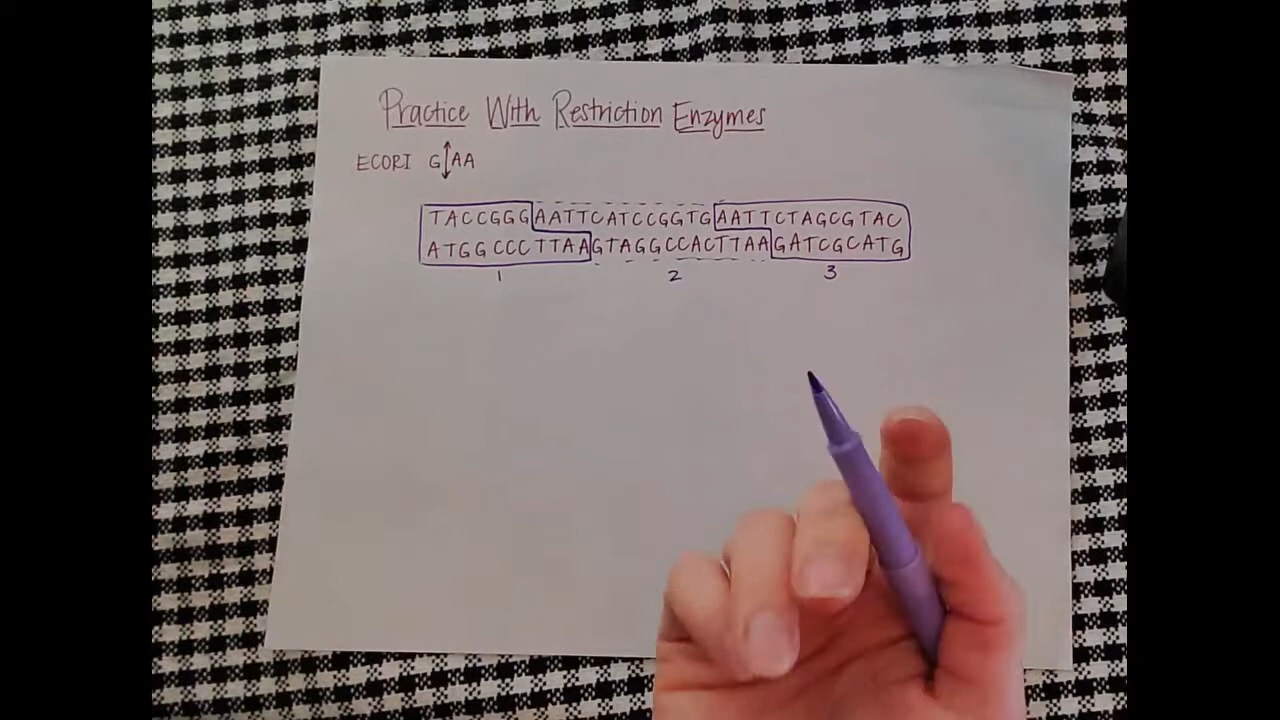 Practice With Restriction Enzymes
ECORI G↕AA
TACCGGGAATTCATCCGGTGAATTCTAGCGTAC
ATGGCCCTTAAGTAGGCCACTTAAGATCGCATG
1 2 3